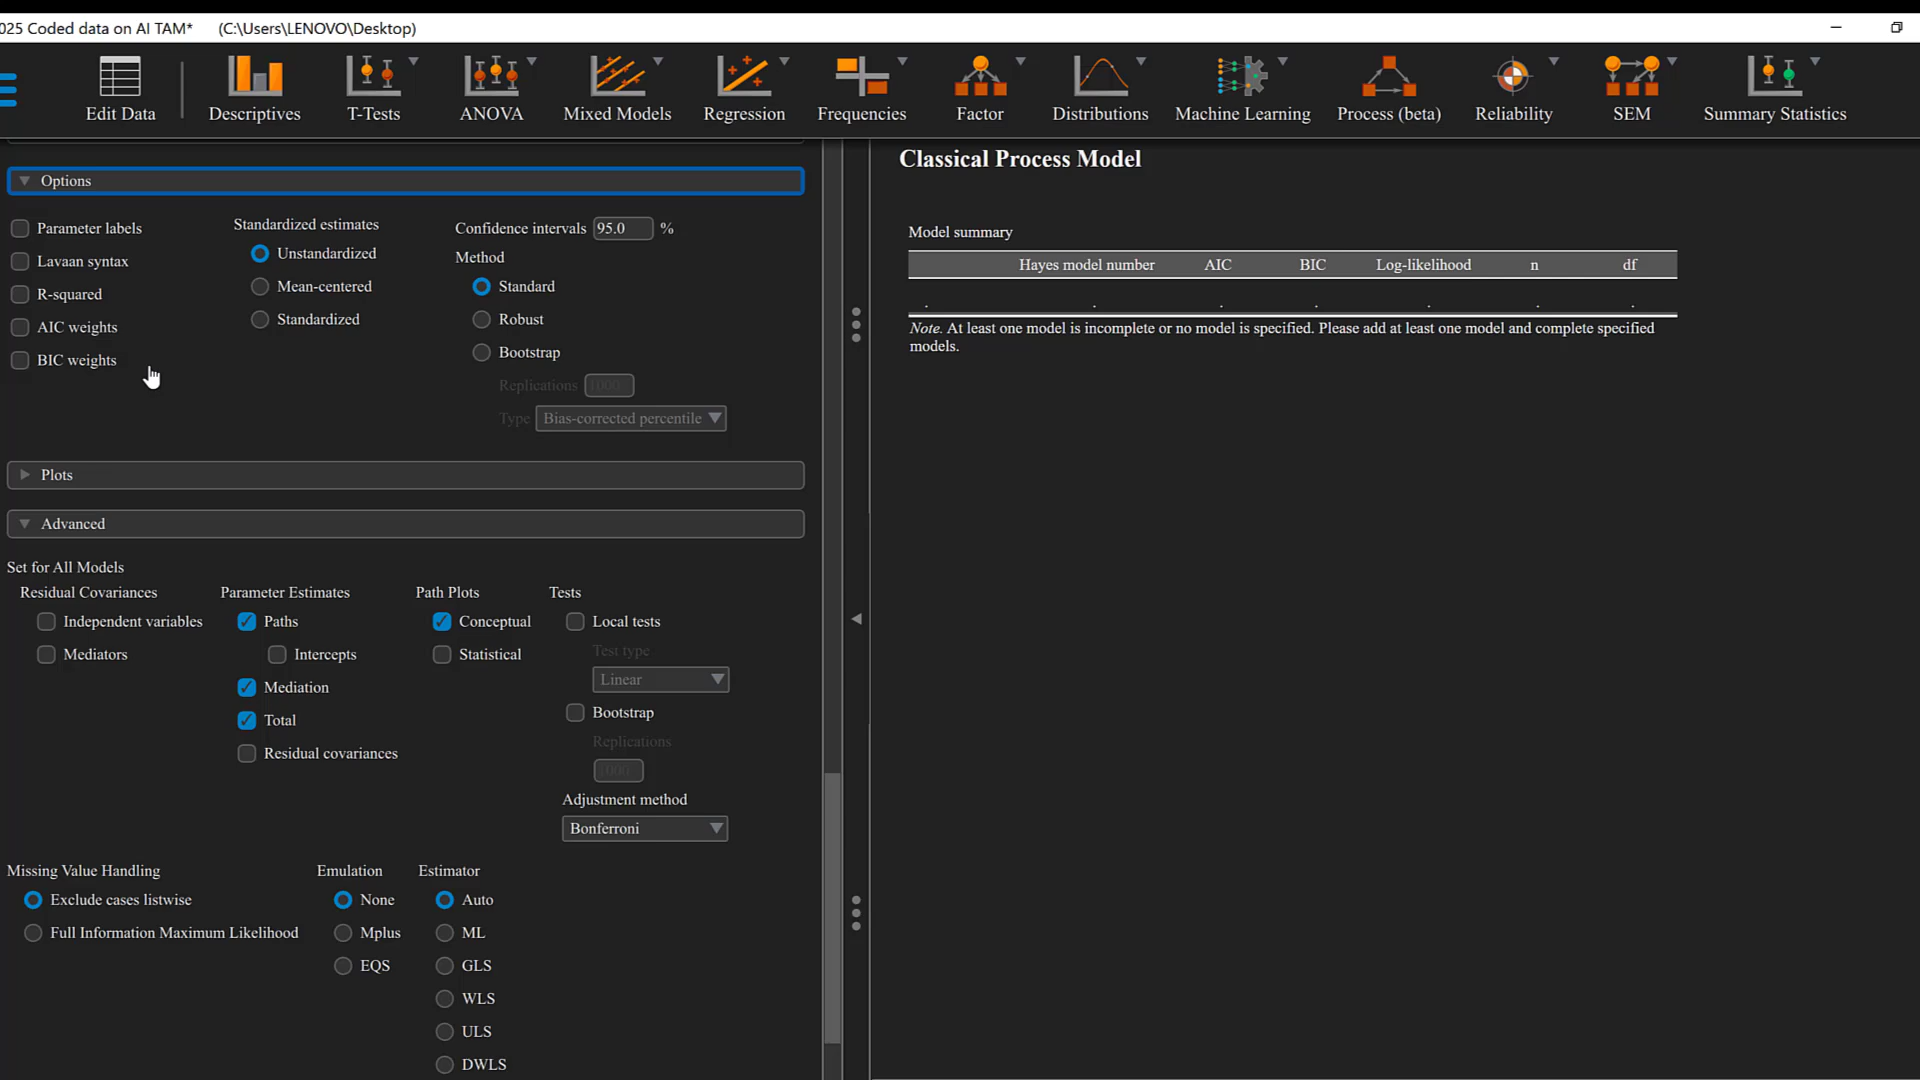 025 Coded data on AI TAM* (C:\Users\LENOVO\Desktop)
Edit Data Descriptives T-Tests ANOVA Mixed Models Regression Frequencies Factor Distributions Machine Learning Process (beta) Reliability SEM Summary Statistics
Options
Parameter labels
Lavaan syntax
R-squared
AIC weights
BIC weights
Standardized estimates
Unstandardized
Mean-centered
Standardized
Confidence intervals 95.0 %
Method
Standard
Robust
Bootstrap
Replications 1000
Type Bias-corrected percentile
Plots
Advanced
Set for All Models
Residual Covariances
Independent variables
Mediators
Parameter Estimates
Paths
Intercepts
Mediation
Total
Residual covariances
Path Plots
Conceptual
Statistical
Tests
Local tests
Test type
Linear
Bootstrap
Replications
1000
Adjustment method
Bonferroni
Missing Value Handling
Exclude cases listwise
Full Information Maximum Likelihood
Emulation
None
Mplus
EQS
Estimator
Auto
ML
GLS
WLS
ULS
DWLS
Classical Process Model
Model summary
Hayes model number AIC BIC Log-likelihood n df
. . . . . . .
Note. At least one model is incomplete or no model is specified. Please add at least one model and complete specified
models.